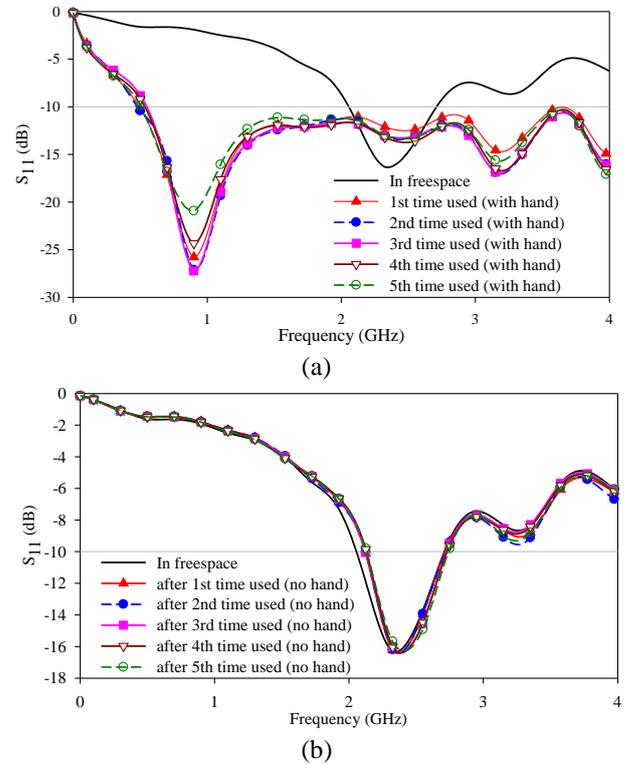 0
-5
-10
-15
-20
-25
-30
S11 (dB)
In freespace
1st time used (with hand)
2nd time used (with hand)
3rd time used (with hand)
4th time used (with hand)
5th time used (with hand)
0 1 2 3 4
Frequency (GHz)
(a)
0
-2
-4
-6
-8
-10
-12
-14
-16
-18
S11 (dB)
In freespace
after 1st time used (no hand)
after 2nd time used (no hand)
after 3rd time used (no hand)
after 4th time used (no hand)
after 5th time used (no hand)
0 1 2 3 4
Frequency (GHz)
(b)